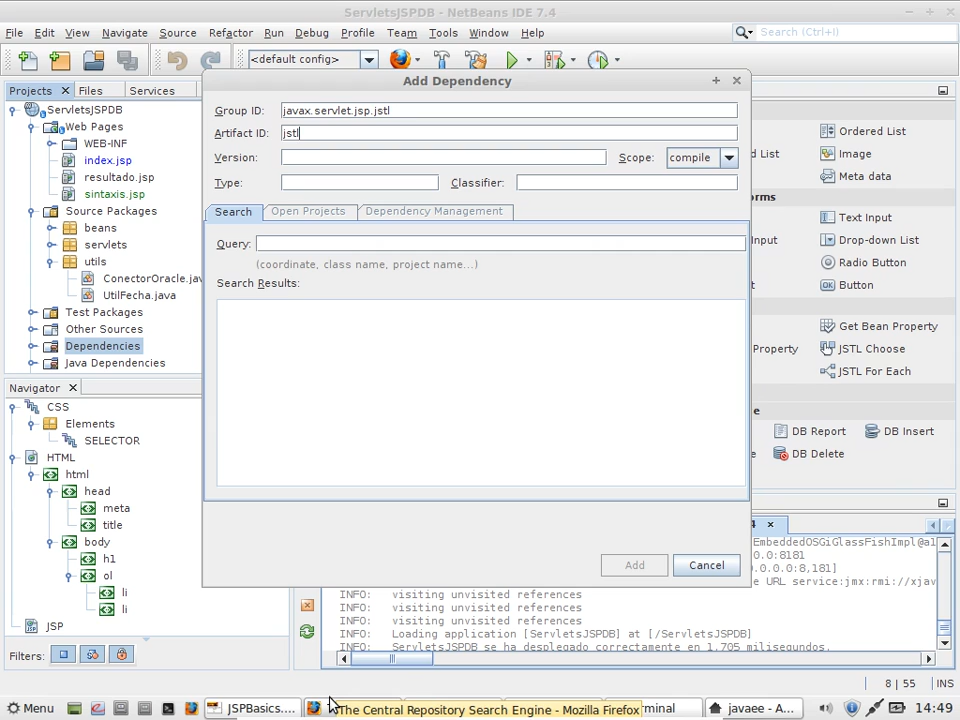 ServletsJSPDB - NetBeans IDE 7.4
File Edit View Navigate Source Refactor Run Debug Profile Team Tools Window Help
Search (Ctrl+I)
<default config>
Projects Files Services
Add Dependency
ServletsJSPDB
Web Pages
WEB-INF
index.jsp
resultado.jsp
sintaxis.jsp
Source Packages
beans
servlets
utils
ConectorOracle.jav
UtilFecha.java
Test Packages
Other Sources
Dependencies
Java Dependencies
Group ID: javax.servlet.jsp.jstl
Artifact ID: jstl
Version: Scope: compile
Type: Classifier:
Search Open Projects Dependency Management
Query:
(coordinate, class name, project name...)
Search Results:
Add Cancel
Ordered List
d List Image
Meta data
orms
Text Input
nput Drop-down List
Radio Button
t Button
Get Bean Property
Property JSTL Choose
JSTL For Each
e
DB Report DB Insert
e DB Delete
Navigator
CSS
Elements
SELECTOR
HTML
html
head
meta
title
body
h1
ol
li
li
JSP
Filters:
4
EmbeddedOSGiGlassFishImpl@a1
0.0:8181
0.0.0.0:8,181]
e URL service:jmx:rmi://xjav
INFO: visiting unvisited references
INFO: visiting unvisited references
INFO: visiting unvisited references
INFO: Loading application [ServletsJSPDB] at [/ServletsJSPDB]
INFO: ServletsJSPDB se ha desplegado correctamente en 1.705 milisegundos.
8 | 55 INS
Menu JSPBasics.... The Central Repository Search Engine - Mozilla Firefox minal javaee - A... 14:49